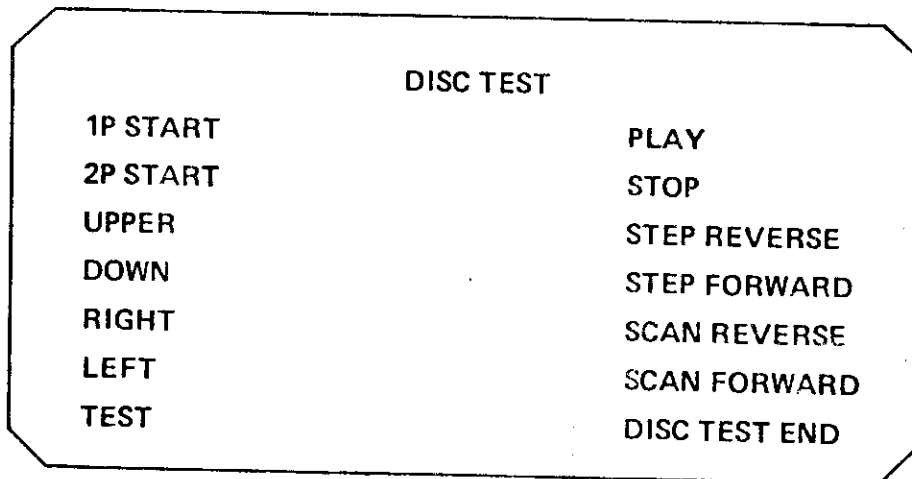 DISC TEST
1P START PLAY
2P START STOP
UPPER STEP REVERSE
DOWN STEP FORWARD
RIGHT SCAN REVERSE
LEFT SCAN FORWARD
TEST DISC TEST END